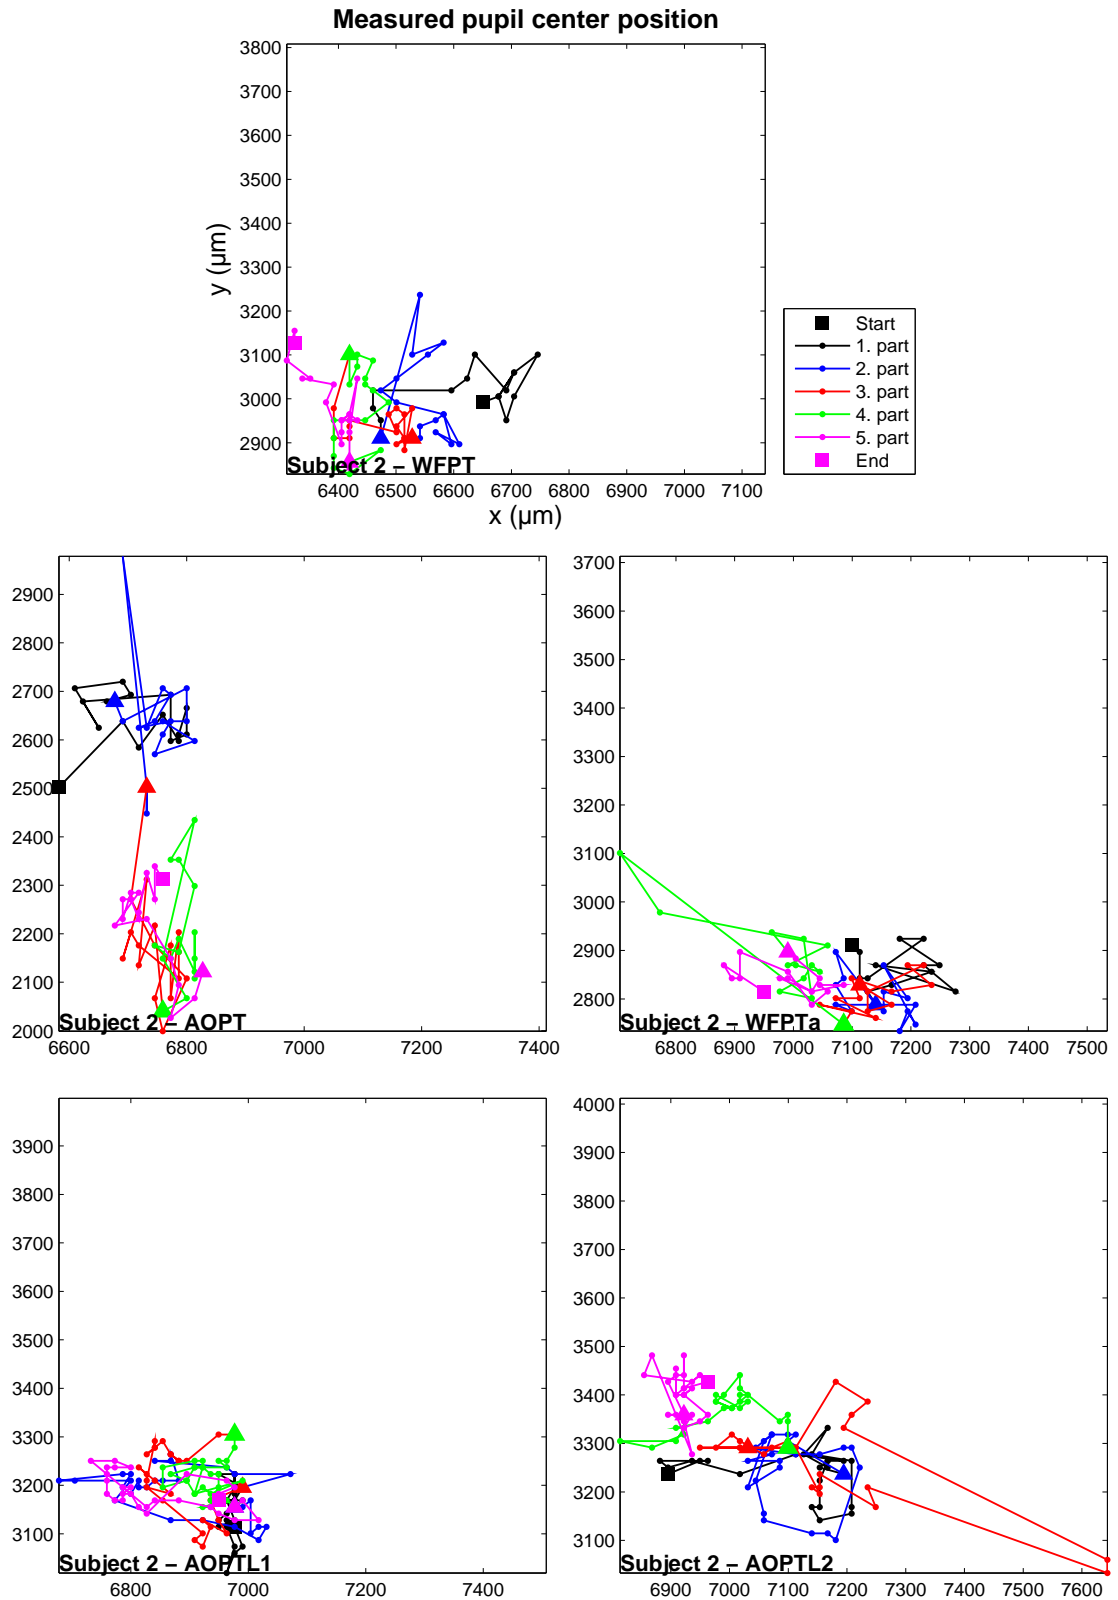 Measured pupil center position
3800
3700
3600
3500
3400
3300
3200
3100
3000
2900
y (µm)
Subject 2 – WFPT
6400 6500 6600 6700 6800 6900 7000 7100
x (µm)
Start
1. part
2. part
3. part
4. part
5. part
End
2900
2800
2700
2600
2500
2400
2300
2200
2100
2000
Subject 2 – AOPT
6600 6800 7000 7200 7400
3700
3600
3500
3400
3300
3200
3100
3000
2900
2800
Subject 2 – WFPTa
6800 6900 7000 7100 7200 7300 7400 7500
3900
3800
3700
3600
3500
3400
3300
3200
3100
Subject 2 – AOPTL1
6800 7000 7200 7400
4000
3900
3800
3700
3600
3500
3400
3300
3200
3100
Subject 2 – AOPTL2
6900 7000 7100 7200 7300 7400 7500 7600